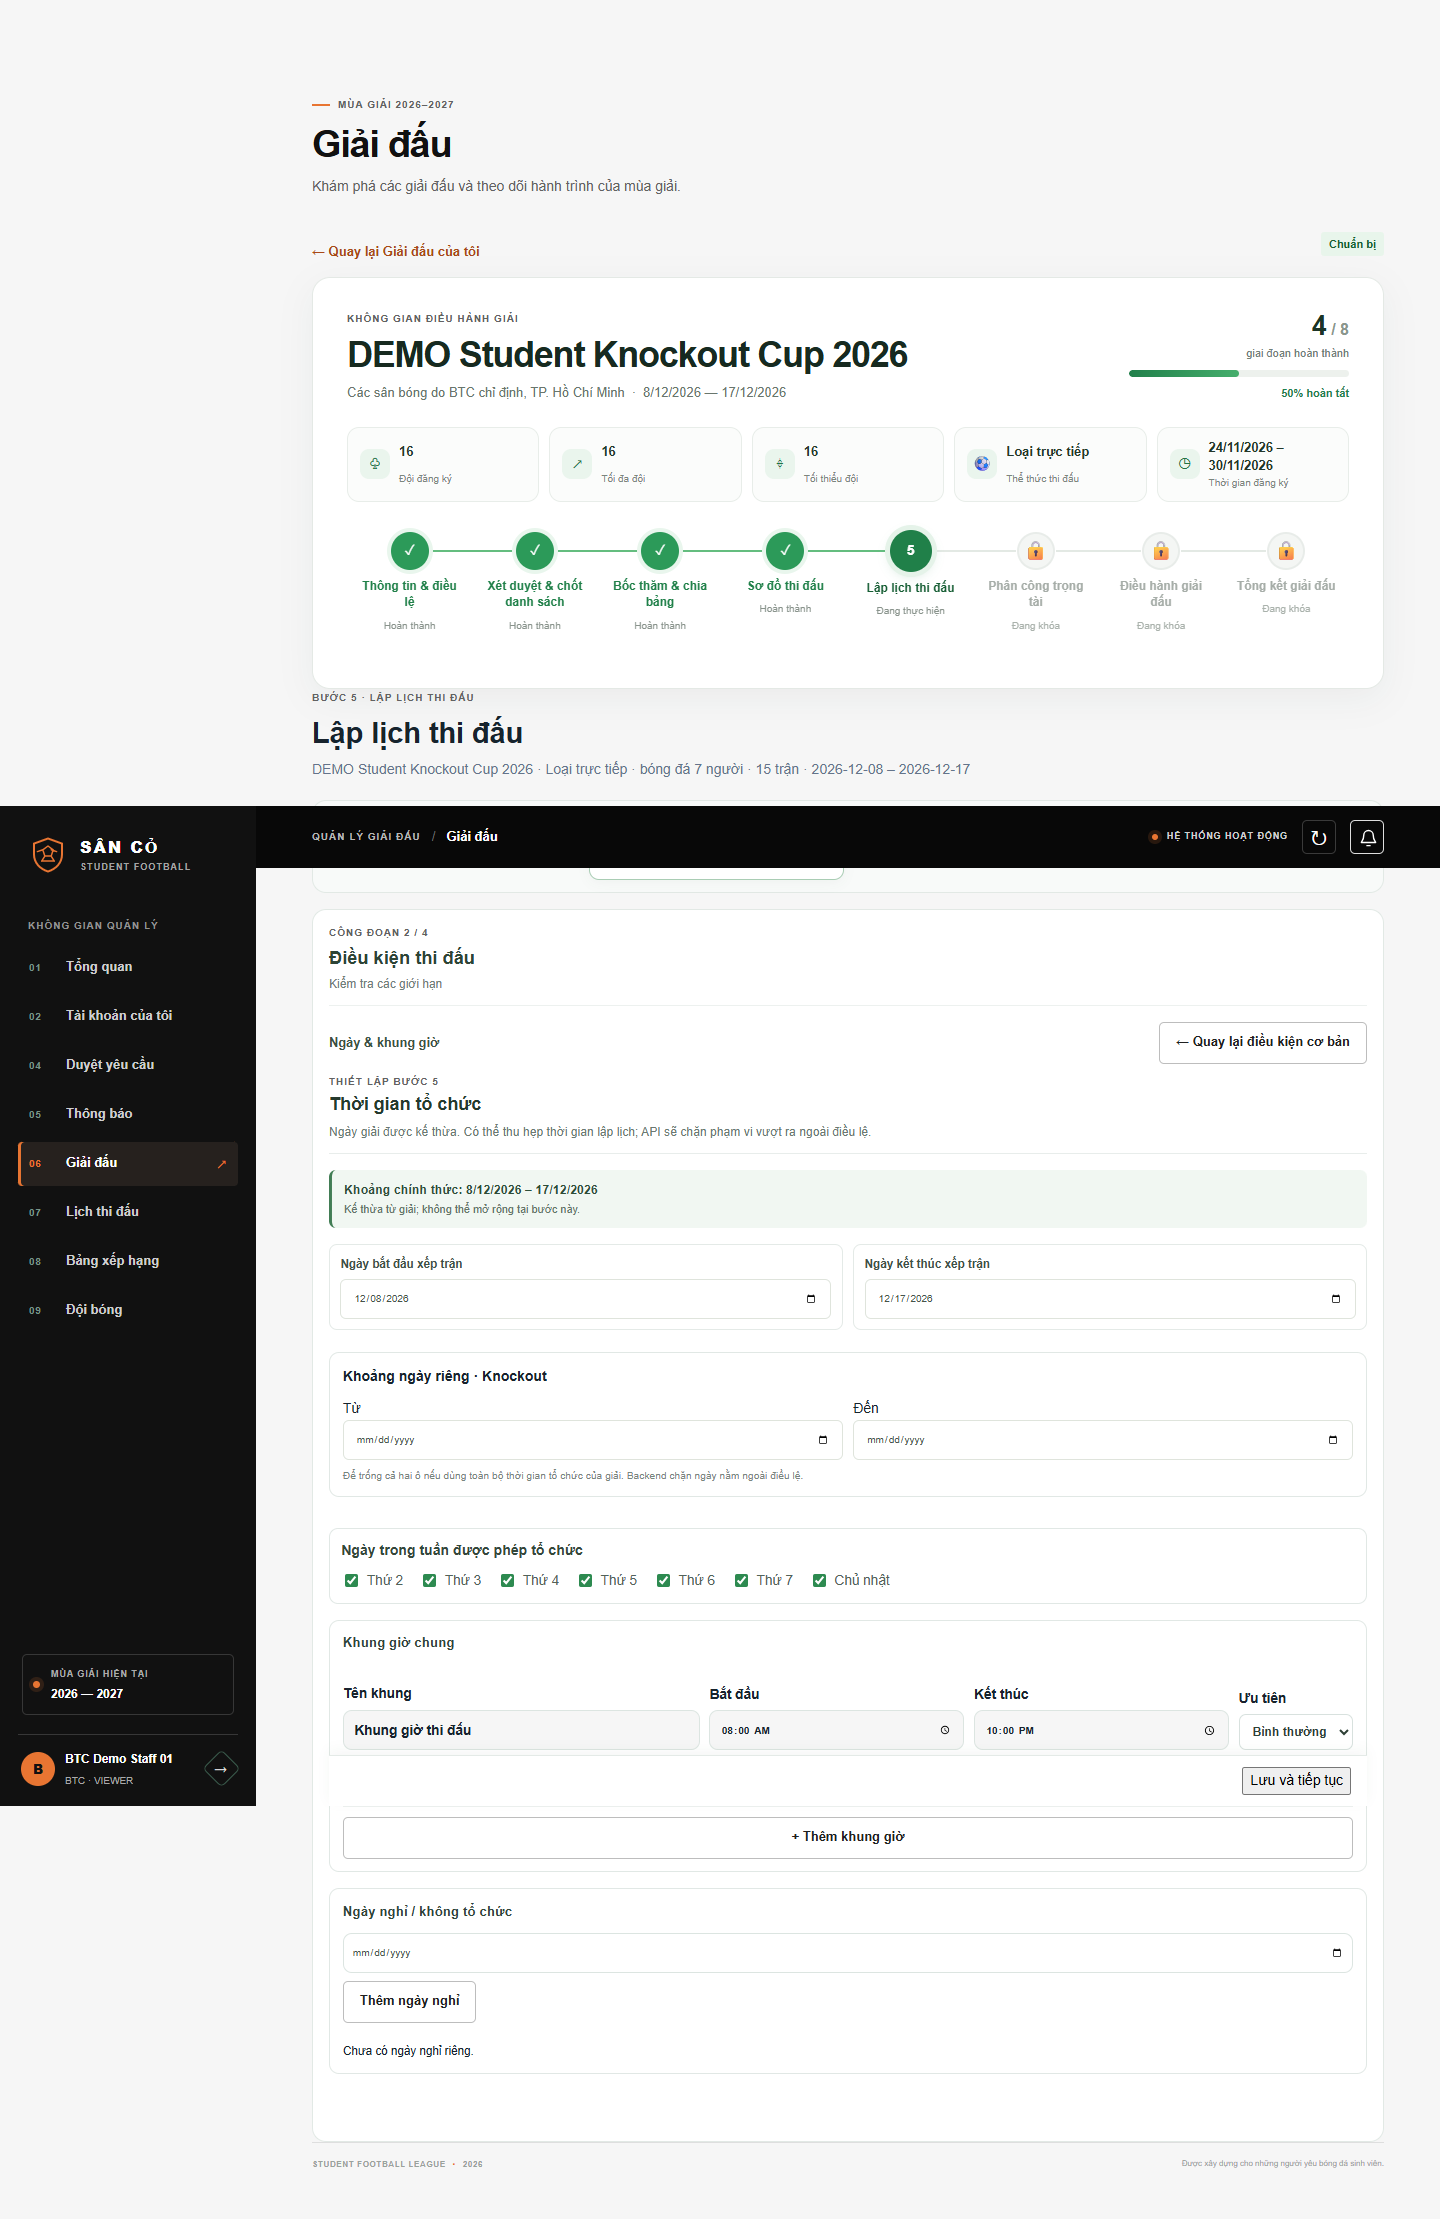 MÙA GIẢI 2026–2027
Giải đấu
Khám phá các giải đấu và theo dõi hành trình của mùa giải.
← Quay lại Giải đấu của tôi
Chuẩn bị
KHÔNG GIAN ĐIỀU HÀNH GIẢI
DEMO Student Knockout Cup 2026
Các sân bóng do BTC chỉ định, TP. Hồ Chí Minh · 8/12/2026 — 17/12/2026
4 / 8
giai đoạn hoàn thành
50% hoàn tất
16
Đội đăng ký
16
Tối đa đội
16
Tối thiểu đội
Loại trực tiếp
Thể thức thi đấu
24/11/2026 –
30/11/2026
Thời gian đăng ký
✓
Thông tin & điều
lệ
Hoàn thành
✓
Xét duyệt & chốt
danh sách
Hoàn thành
✓
Bốc thăm & chia
bảng
Hoàn thành
✓
Sơ đồ thi đấu
Hoàn thành
5
Lập lịch thi đấu
Đang thực hiện
Phân công trọng
tài
Đang khóa
Điều hành giải
đấu
Đang khóa
Tổng kết giải đấu
Đang khóa
BƯỚC 5 · LẬP LỊCH THI ĐẤU
Lập lịch thi đấu
DEMO Student Knockout Cup 2026 · Loại trực tiếp · bóng đá 7 người · 15 trận · 2026-12-08 – 2026-12-17
SÂN CỎ
STUDENT FOOTBALL
QUẢN LÝ GIẢI ĐẤU / Giải đấu
HỆ THỐNG HOẠT ĐỘNG
KHÔNG GIAN QUẢN LÝ
01 Tổng quan
02 Tài khoản của tôi
04 Duyệt yêu cầu
05 Thông báo
06 Giải đấu ↗
07 Lịch thi đấu
08 Bảng xếp hạng
09 Đội bóng
MÙA GIẢI HIỆN TẠI
2026 — 2027
B
BTC Demo Staff 01
BTC · VIEWER
→
CÔNG ĐOẠN 2 / 4
Điều kiện thi đấu
Kiểm tra các giới hạn
Ngày & khung giờ
← Quay lại điều kiện cơ bản
THIẾT LẬP BƯỚC 5
Thời gian tổ chức
Ngày giải được kế thừa. Có thể thu hẹp thời gian lập lịch; API sẽ chặn phạm vi vượt ra ngoài điều lệ.
Khoảng chính thức: 8/12/2026 – 17/12/2026
Kế thừa từ giải; không thể mở rộng tại bước này.
Ngày bắt đầu xếp trận
12/08/2026
Ngày kết thúc xếp trận
12/17/2026
Khoảng ngày riêng · Knockout
Từ
mm/dd/yyyy
Đến
mm/dd/yyyy
Để trống cả hai ô nếu dùng toàn bộ thời gian tổ chức của giải. Backend chặn ngày nằm ngoài điều lệ.
Ngày trong tuần được phép tổ chức
Thứ 2 Thứ 3 Thứ 4 Thứ 5 Thứ 6 Thứ 7 Chủ nhật
Khung giờ chung
Tên khung
Khung giờ thi đấu
Bắt đầu
08:00 AM
Kết thúc
10:00 PM
Ưu tiên
Bình thường
Lưu và tiếp tục
+ Thêm khung giờ
Ngày nghỉ / không tổ chức
mm/dd/yyyy
Thêm ngày nghỉ
Chưa có ngày nghỉ riêng.
STUDENT FOOTBALL LEAGUE • 2026
Được xây dựng cho những người yêu bóng đá sinh viên.